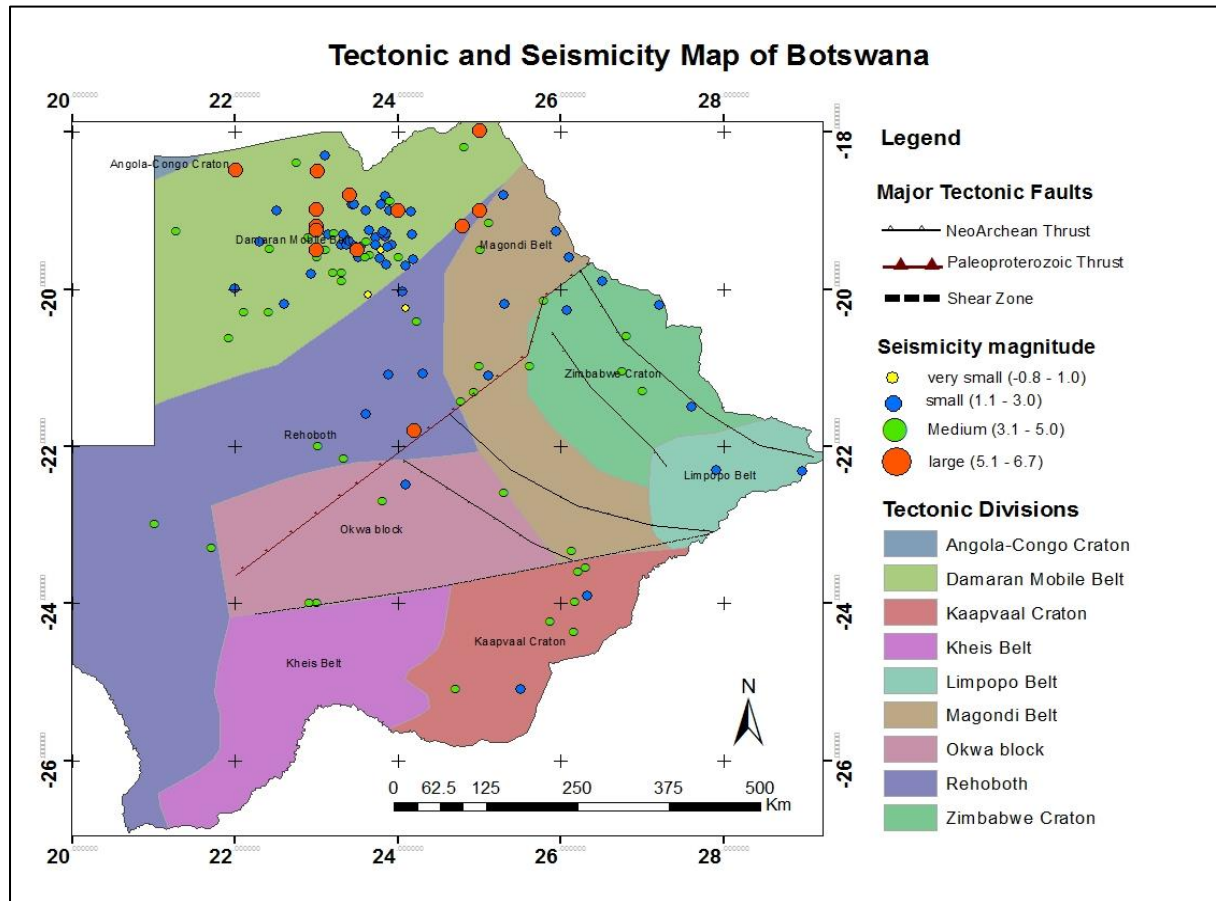 Tectonic and Seismicity Map of Botswana
20 22 24 26 28
-18
-20
-22
-24
-26
Angola-Congo Craton
Damaran Mobile Belt
Magondi Belt
Zimbabwe Craton
Rehoboth
Limpopo Belt
Okwa block
Kaapvaal Craton
Kheis Belt
N
0 62.5 125 250 375 500
Km
20 22 24 26 28
Legend
Major Tectonic Faults
NeoArchean Thrust
Paleoproterozoic Thrust
Shear Zone
Seismicity magnitude
very small (-0.8 - 1.0)
small (1.1 - 3.0)
Medium (3.1 - 5.0)
large (5.1 - 6.7)
Tectonic Divisions
Angola-Congo Craton
Damaran Mobile Belt
Kaapvaal Craton
Kheis Belt
Limpopo Belt
Magondi Belt
Okwa block
Rehoboth
Zimbabwe Craton